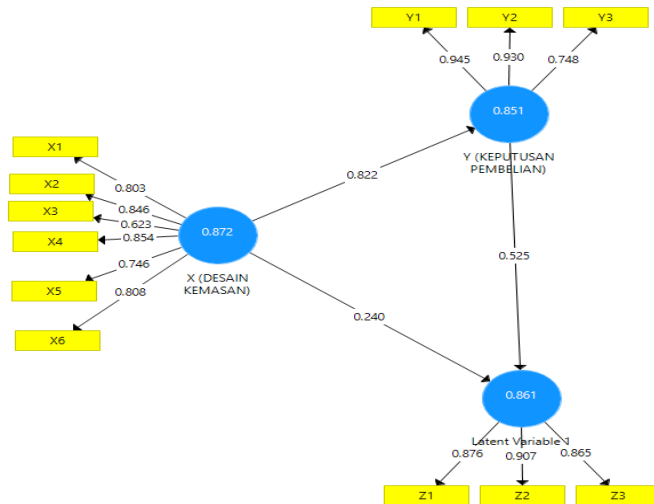 Y1
Y2
Y3
0.945
0.930
0.748
0.851
Y (KEPUTUSAN
PEMBELIAN)
X1
X2
X3
X4
X5
X6
0.803
0.846
0.623
0.854
0.746
0.808
0.872
X (DESAIN
KEMASAN)
0.822
0.525
0.240
0.861
Latent Variable 1
0.876
0.907
0.865
Z1
Z2
Z3